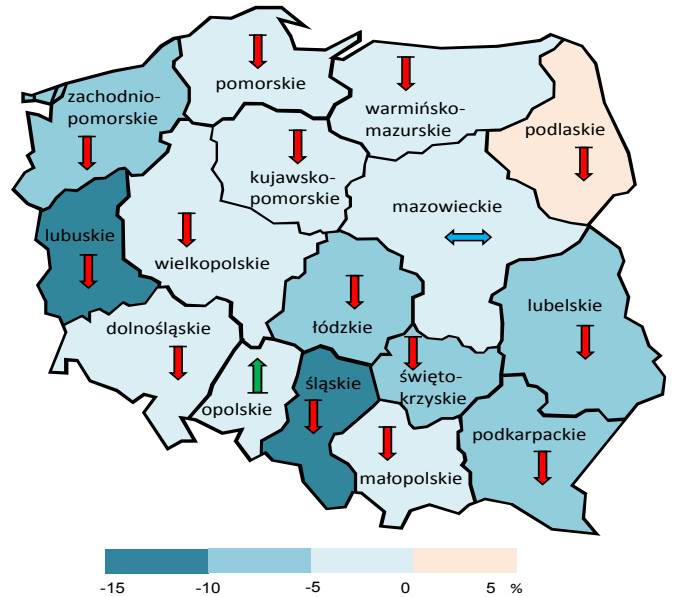 pomorskie
zachodnio-
pomorskie
warmińsko-
mazurskie
podlaskie
kujawsko-
pomorskie
mazowieckie
lubuskie
wielkopolskie
dolnośląskie
łódzkie
lubelskie
opolskie
śląskie
święto-
krzyskie
małopolskie
podkarpackie
-15 -10 -5 0 5 %